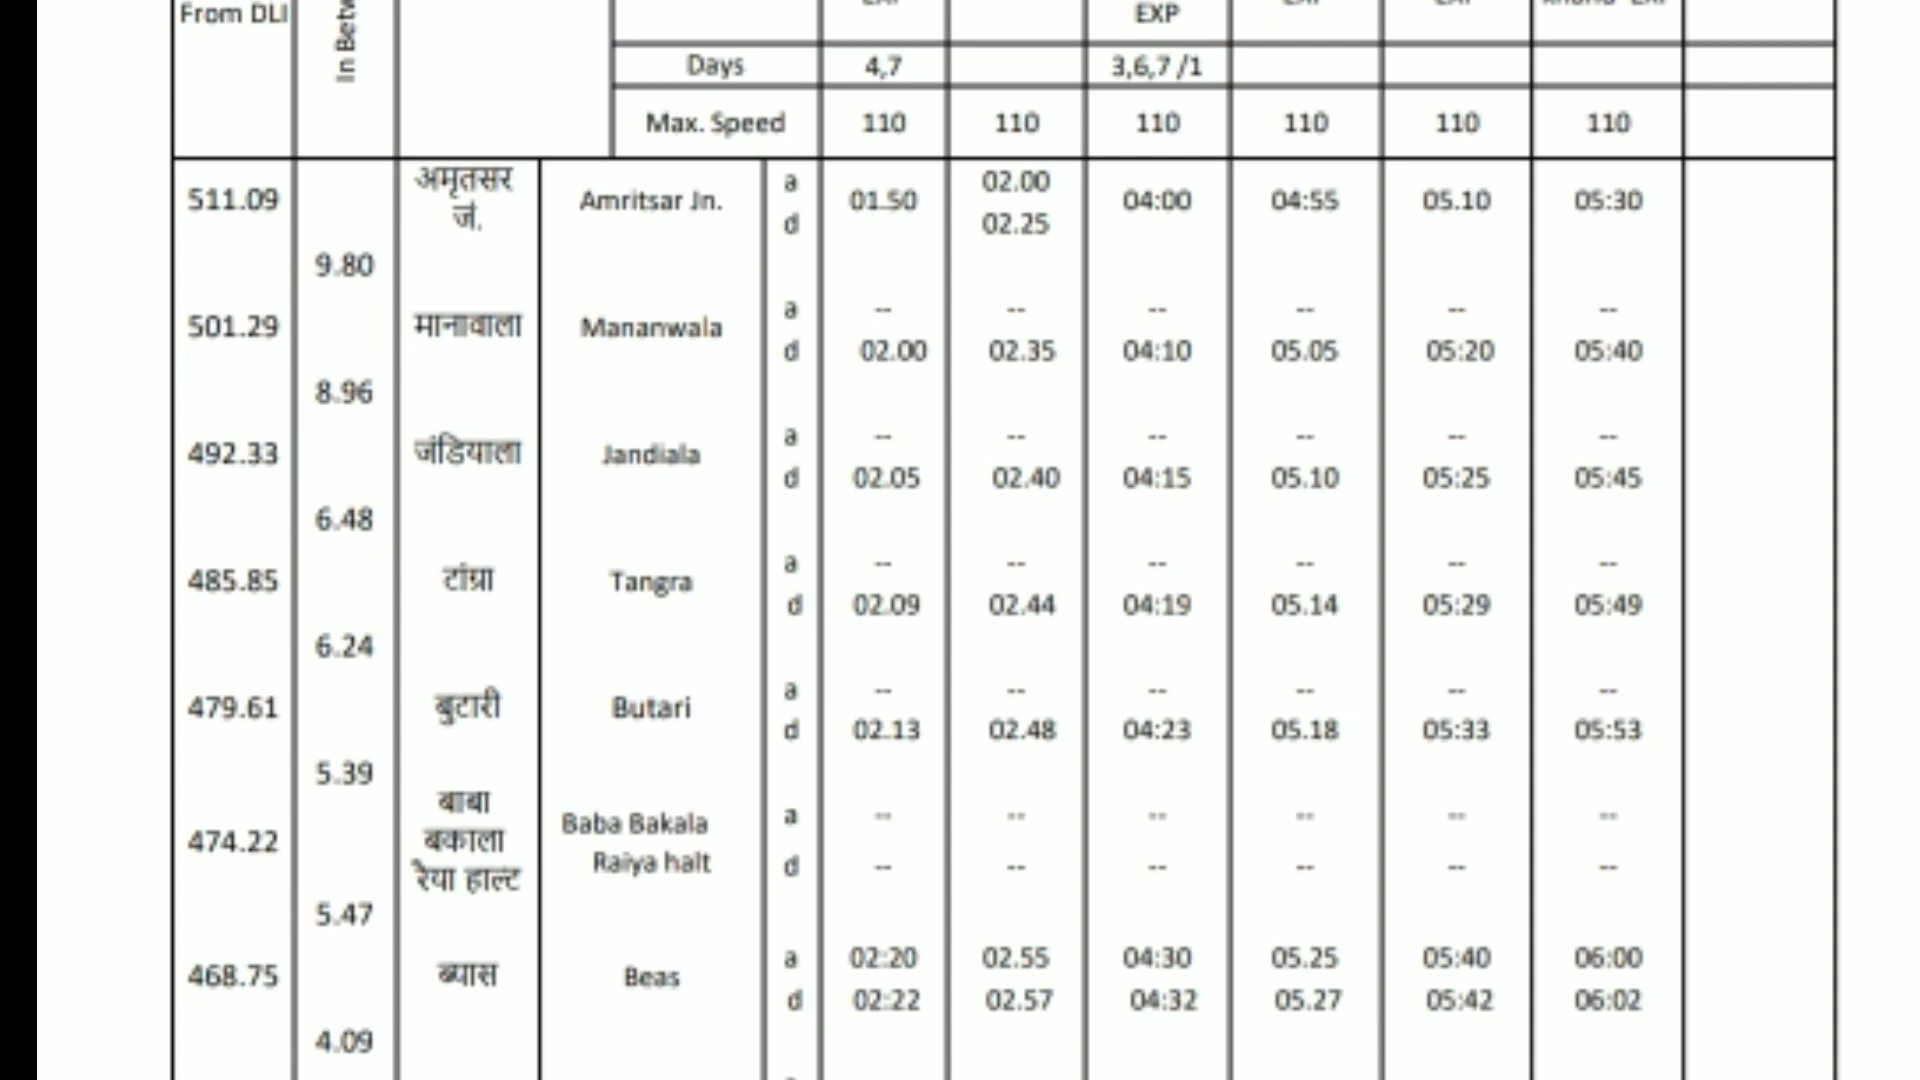 From DLI In Betw EXP
Days 4,7 3,6,7 /1
Max. Speed 110 110 110 110 110 110
511.09 अमृतसर जं. Amritsar Jn. a 01.50 02.00 04:00 04:55 05.10 05:30
d 02.25
9.80
501.29 मानावाला Mananwala a -- -- -- -- -- --
d 02.00 02.35 04:10 05.05 05:20 05:40
8.96
492.33 जंडियाला Jandiala a -- -- -- -- -- --
d 02.05 02.40 04:15 05.10 05:25 05:45
6.48
485.85 टांग्रा Tangra a -- -- -- -- -- --
d 02.09 02.44 04:19 05.14 05:29 05:49
6.24
479.61 बुटारी Butari a -- -- -- -- -- --
d 02.13 02.48 04:23 05.18 05:33 05:53
5.39
474.22 बाबा बकाला रैया हाल्ट Baba Bakala Raiya halt a -- -- -- -- -- --
d -- -- -- -- -- --
5.47
468.75 ब्यास Beas a 02:20 02.55 04:30 05.25 05:40 06:00
d 02:22 02.57 04:32 05.27 05:42 06:02
4.09